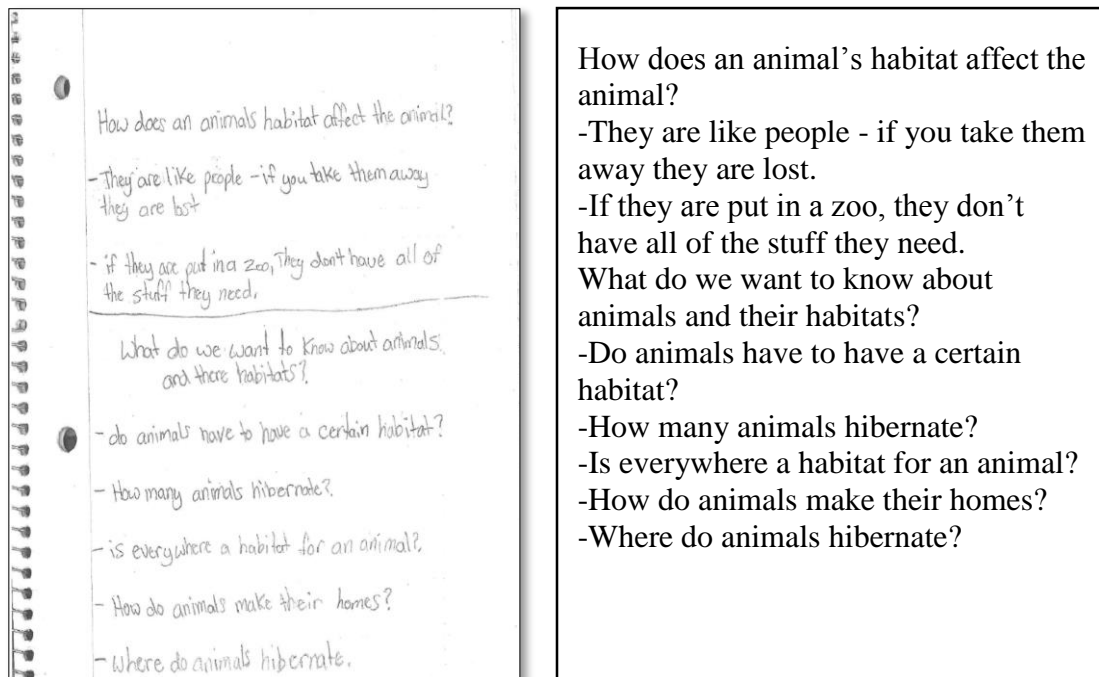 How does an animals habitat affect the animal?
- They are like people - if you take them away
they are lost
- if they are put in a zoo, They don't have all of
the stuff they need.
What do we want to know about animals
and there habitats?
- do animals have to have a certain habitat?
- How many animals hibernate?
- is everywhere a habitat for an animal?
- How do animals make their homes?
- where do animals hibernate.
How does an animal’s habitat affect the
animal?
-They are like people - if you take them
away they are lost.
-If they are put in a zoo, they don’t
have all of the stuff they need.
What do we want to know about
animals and their habitats?
-Do animals have to have a certain
habitat?
-How many animals hibernate?
-Is everywhere a habitat for an animal?
-How do animals make their homes?
-Where do animals hibernate?